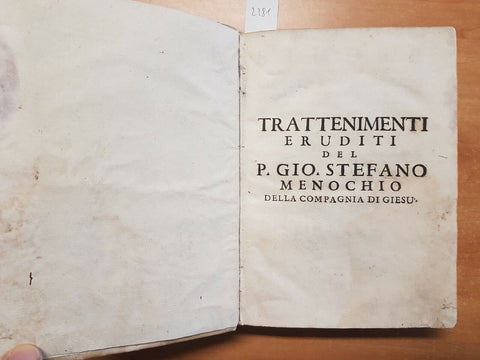 2281
TRATTENIMENTI
ERUDITI
DEL
P. GIO. STEFANO
MENOCHIO
DELLA COMPAGNIA DI GIESU'.